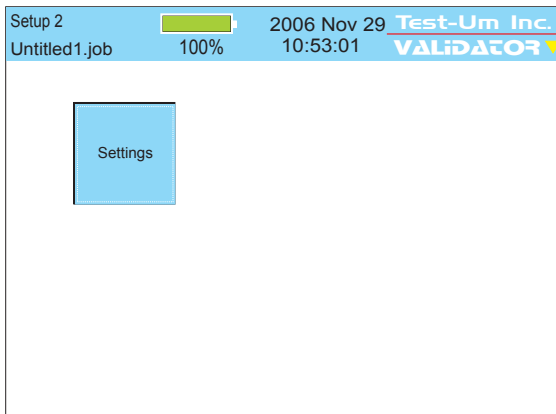 Setup 2
Untitled1.job
100%
2006 Nov 29
10:53:01
Test-Um Inc.
VALiDATOR
Settings